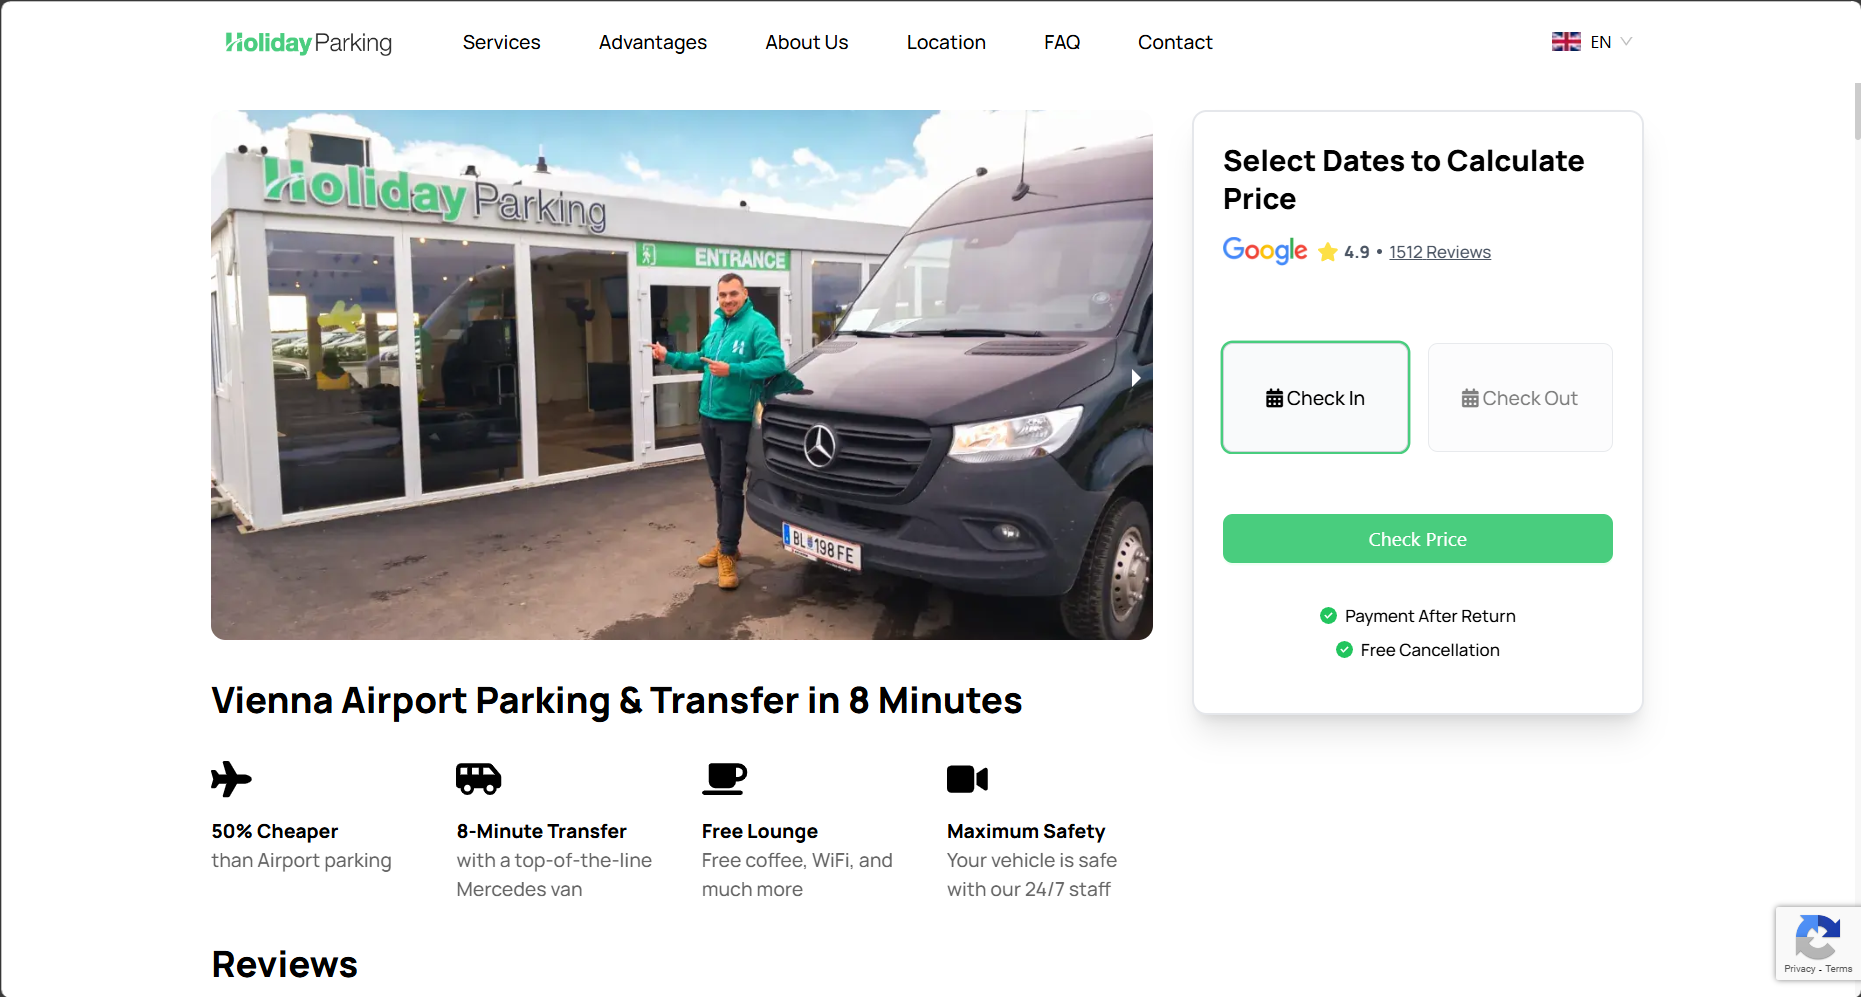 Holiday Parking
Services
Advantages
About Us
Location
FAQ
Contact
EN
Holiday Parking
ENTRANCE
BL 198 FE
Select Dates to Calculate
Price
Google 4.9 • 1512 Reviews
Check In
Check Out
Check Price
Payment After Return
Free Cancellation
Vienna Airport Parking & Transfer in 8 Minutes
50% Cheaper
than Airport parking
8-Minute Transfer
with a top-of-the-line
Mercedes van
Free Lounge
Free coffee, WiFi, and
much more
Maximum Safety
Your vehicle is safe
with our 24/7 staff
Reviews
Privacy - Terms